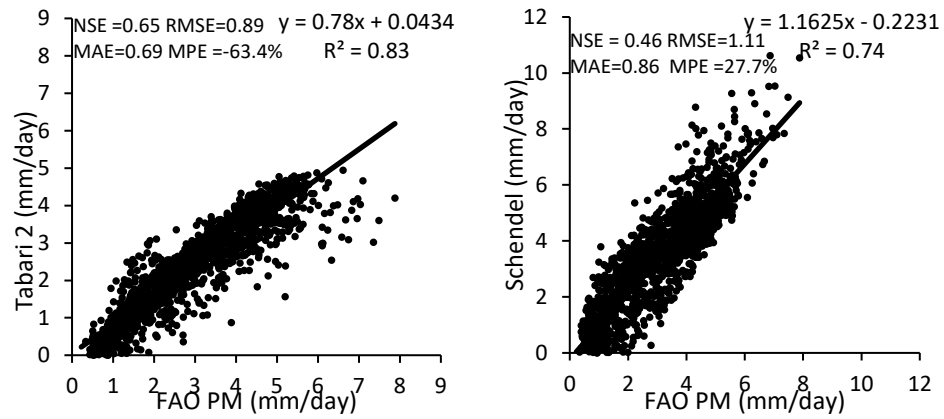 NSE =0.65 RMSE=0.89
MAE=0.69 MPE =-63.4%
y = 0.78x + 0.0434
R² = 0.83
Tabari 2 (mm/day)
9
8
7
6
5
4
3
2
1
0
0 1 2 3 4 5 6 7 8 9
FAO PM (mm/day)
y = 1.1625x - 0.2231
NSE = 0.46 RMSE=1.11
MAE=0.86 MPE =27.7%
R² = 0.74
Schendel (mm/day)
12
10
8
6
4
2
0
0 2 4 6 8 10 12
FAO PM (mm/day)